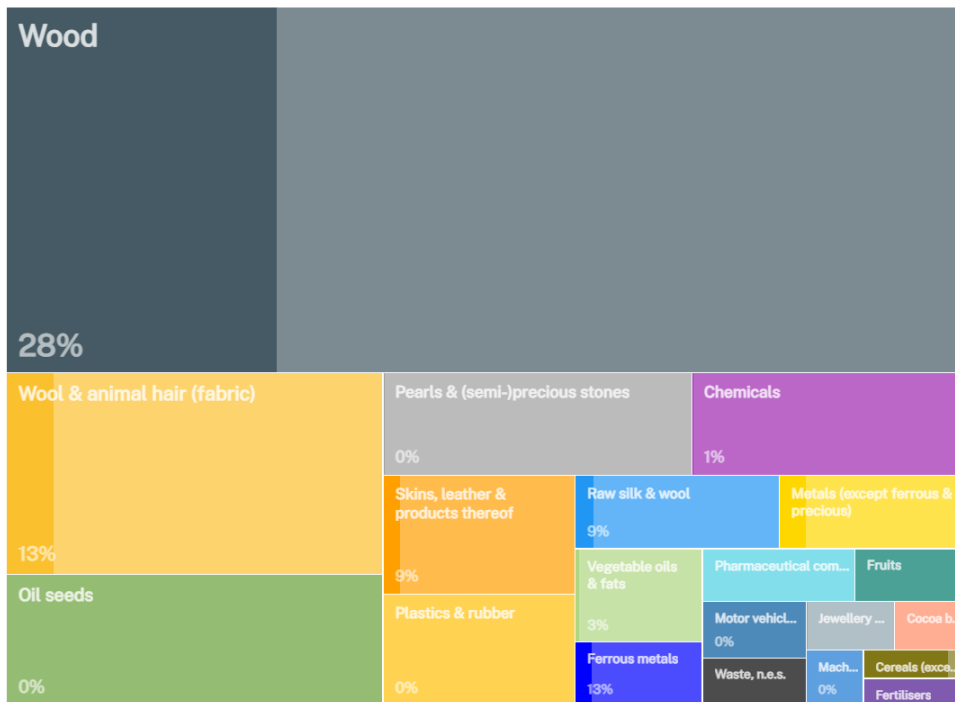 Wood
28%
Wool & animal hair (fabric)
13%
Oil seeds
0%
Pearls & (semi-)precious stones
0%
Chemicals
1%
Skins, leather &
products thereof
9%
Plastics & rubber
0%
Raw silk & wool
9%
Metals (except ferrous &
precious)
Vegetable oils
& fats
3%
Ferrous metals
13%
Pharmaceutical com...
Fruits
Motor vehicl...
0%
Jewellery ...
Cocoa b...
Waste, n.e.s.
Mach...
0%
Cereals (exce...
Fertilisers